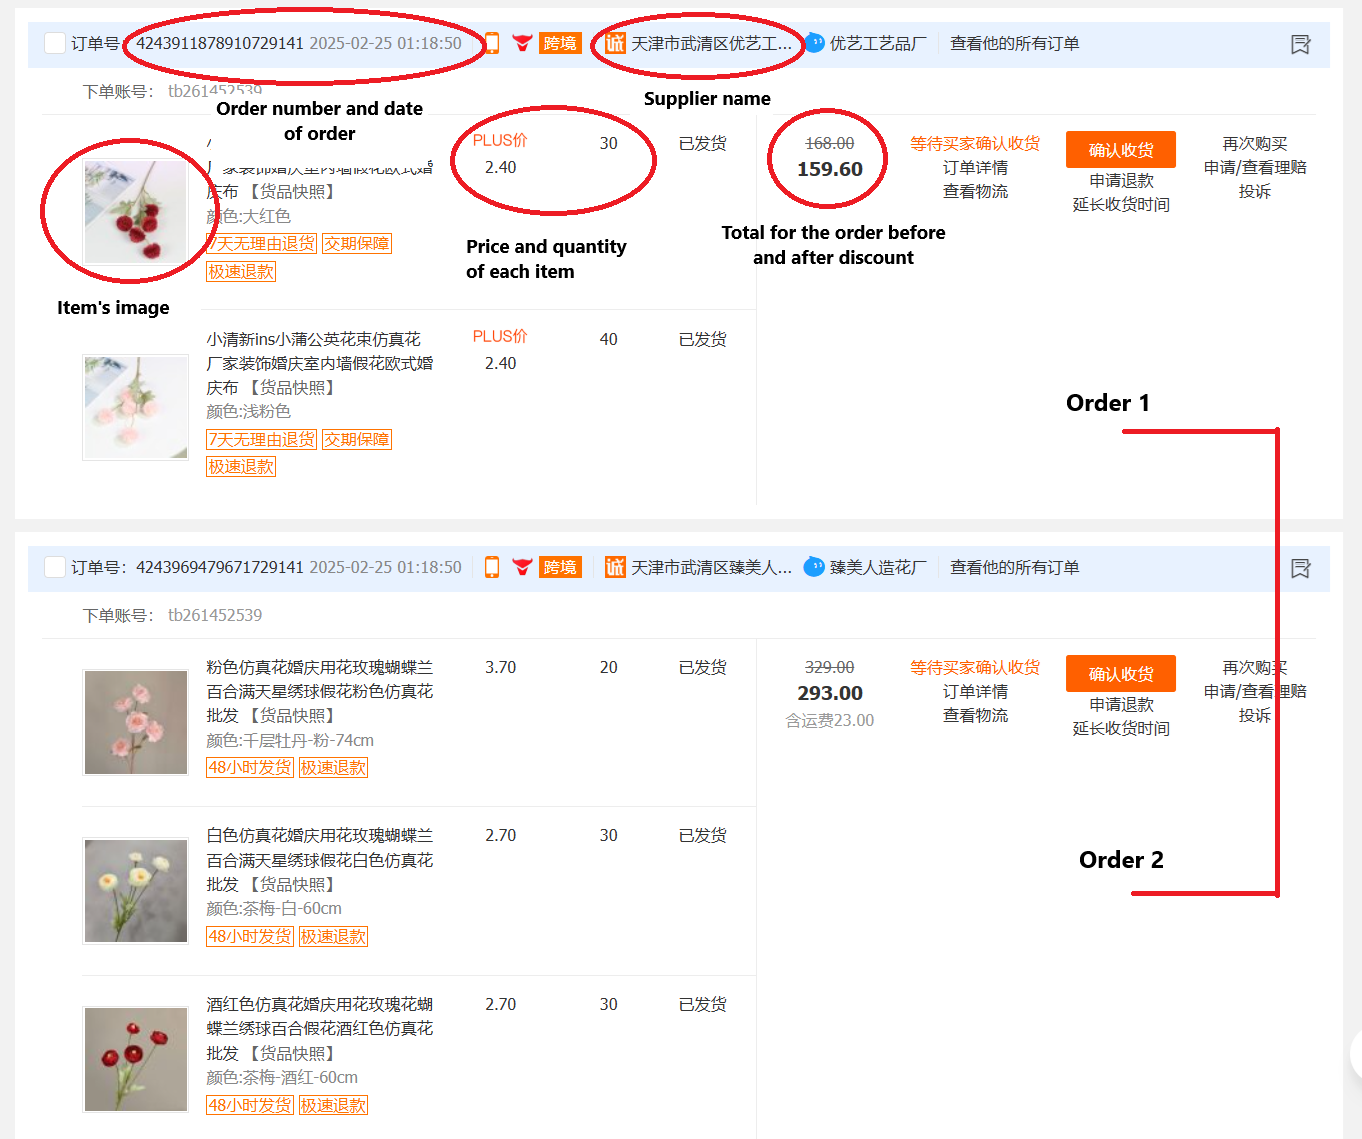 订单号: 4243911878910729141 2025-02-25 01:18:50 跨境 诚 天津市武清区优艺工... 优艺工艺品厂 查看他的所有订单
下单账号: tb261452539
Order number and date
of order
Supplier name
PLUS价 30 已发货
2.40
168.00
159.60
等待买家确认收货
订单详情
查看物流
确认收货
申请退款
延长收货时间
再次购买
申请/查看理赔
投诉
厂家装饰婚庆室内墙假花欧式婚
庆布 【货品快照】
颜色:大红色
7天无理由退货 交期保障
极速退款
Price and quantity
of each item
Total for the order before
and after discount
Item's image
小清新ins小蒲公英花束仿真花
厂家装饰婚庆室内墙假花欧式婚
庆布 【货品快照】
颜色:浅粉色
7天无理由退货 交期保障
极速退款
PLUS价 40 已发货
2.40
Order 1
订单号: 4243969479671729141 2025-02-25 01:18:50 跨境 诚 天津市武清区臻美人... 臻美人造花厂 查看他的所有订单
下单账号: tb261452539
粉色仿真花婚庆用花玫瑰蝴蝶兰
百合满天星绣球假花粉色仿真花
批发 【货品快照】
颜色:千层牡丹-粉-74cm
48小时发货 极速退款
3.70 20 已发货
329.00
293.00
含运费23.00
等待买家确认收货
订单详情
查看物流
确认收货
申请退款
延长收货时间
再次购买
申请/查看理赔
投诉
白色仿真花婚庆用花玫瑰蝴蝶兰
百合满天星绣球假花白色仿真花
批发 【货品快照】
颜色:茶梅-白-60cm
48小时发货 极速退款
2.70 30 已发货
Order 2
酒红色仿真花婚庆用花玫瑰花蝴
蝶兰绣球百合假花酒红色仿真花
批发 【货品快照】
颜色:茶梅-酒红-60cm
48小时发货 极速退款
2.70 30 已发货